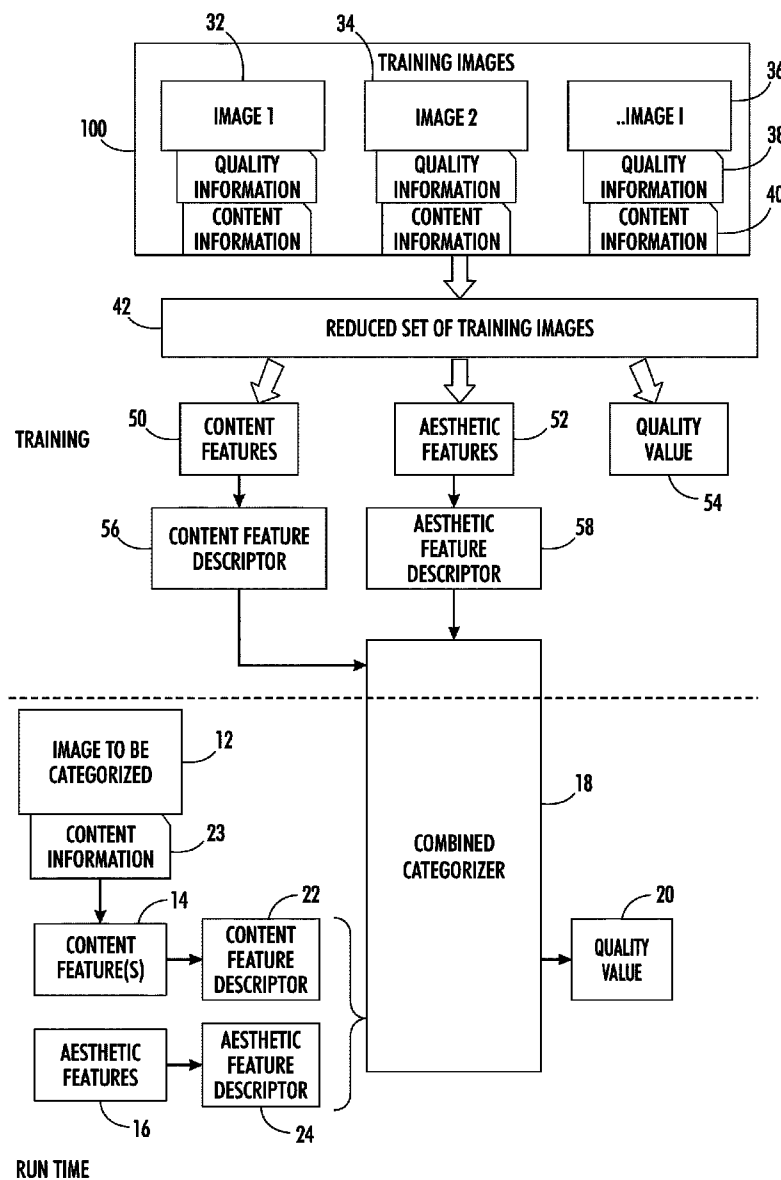 32
34
36
TRAINING IMAGES
100
IMAGE 1
IMAGE 2
..IMAGE I
38
QUALITY
INFORMATION
QUALITY
INFORMATION
QUALITY
INFORMATION
40
CONTENT
INFORMATION
CONTENT
INFORMATION
CONTENT
INFORMATION
42
REDUCED SET OF TRAINING IMAGES
TRAINING
50
CONTENT
FEATURES
AESTHETIC
FEATURES
52
QUALITY
VALUE
54
56
CONTENT FEATURE
DESCRIPTOR
AESTHETIC
FEATURE
DESCRIPTOR
58
IMAGE TO BE
CATEGORIZED
12
CONTENT
INFORMATION
23
18
COMBINED
CATEGORIZER
14
CONTENT
FEATURE(S)
22
CONTENT
FEATURE
DESCRIPTOR
20
QUALITY
VALUE
AESTHETIC
FEATURES
16
AESTHETIC
FEATURE
DESCRIPTOR
24
RUN TIME